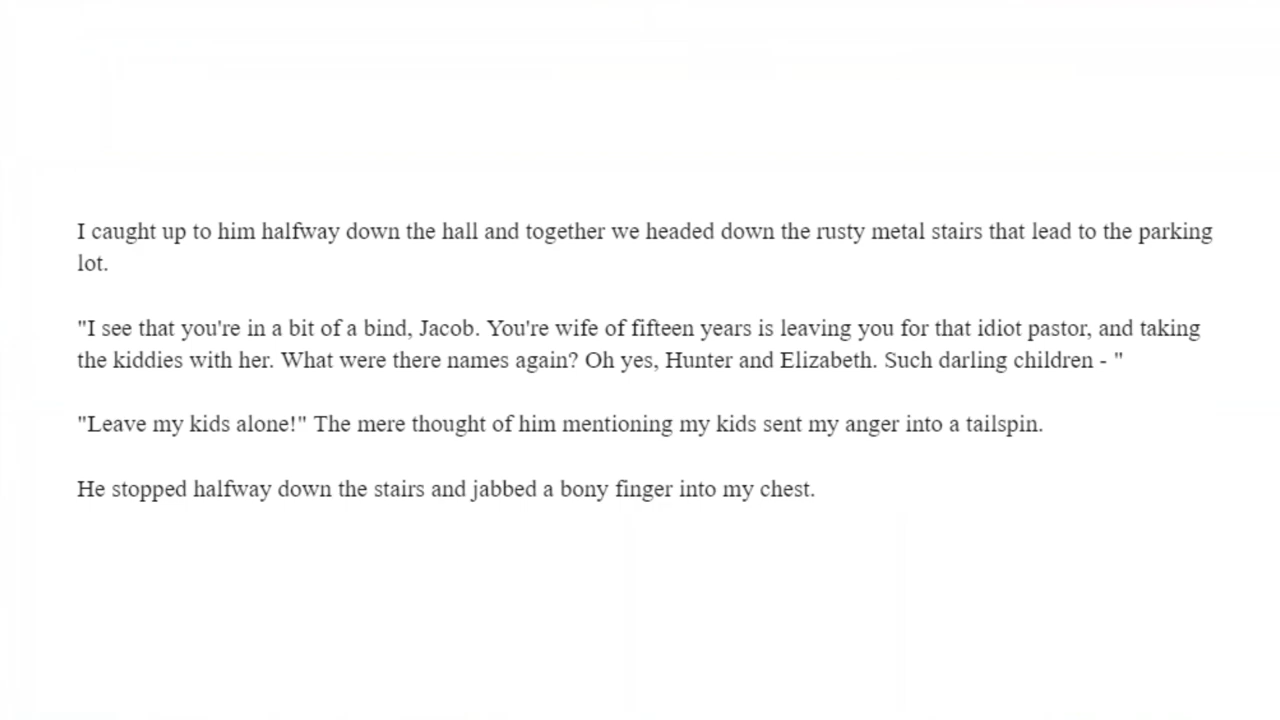 I caught up to him halfway down the hall and together we headed down the rusty metal stairs that lead to the parking
lot.
"I see that you're in a bit of a bind, Jacob. You're wife of fifteen years is leaving you for that idiot pastor, and taking
the kiddies with her. What were there names again? Oh yes, Hunter and Elizabeth. Such darling children - "
"Leave my kids alone!" The mere thought of him mentioning my kids sent my anger into a tailspin.
He stopped halfway down the stairs and jabbed a bony finger into my chest.